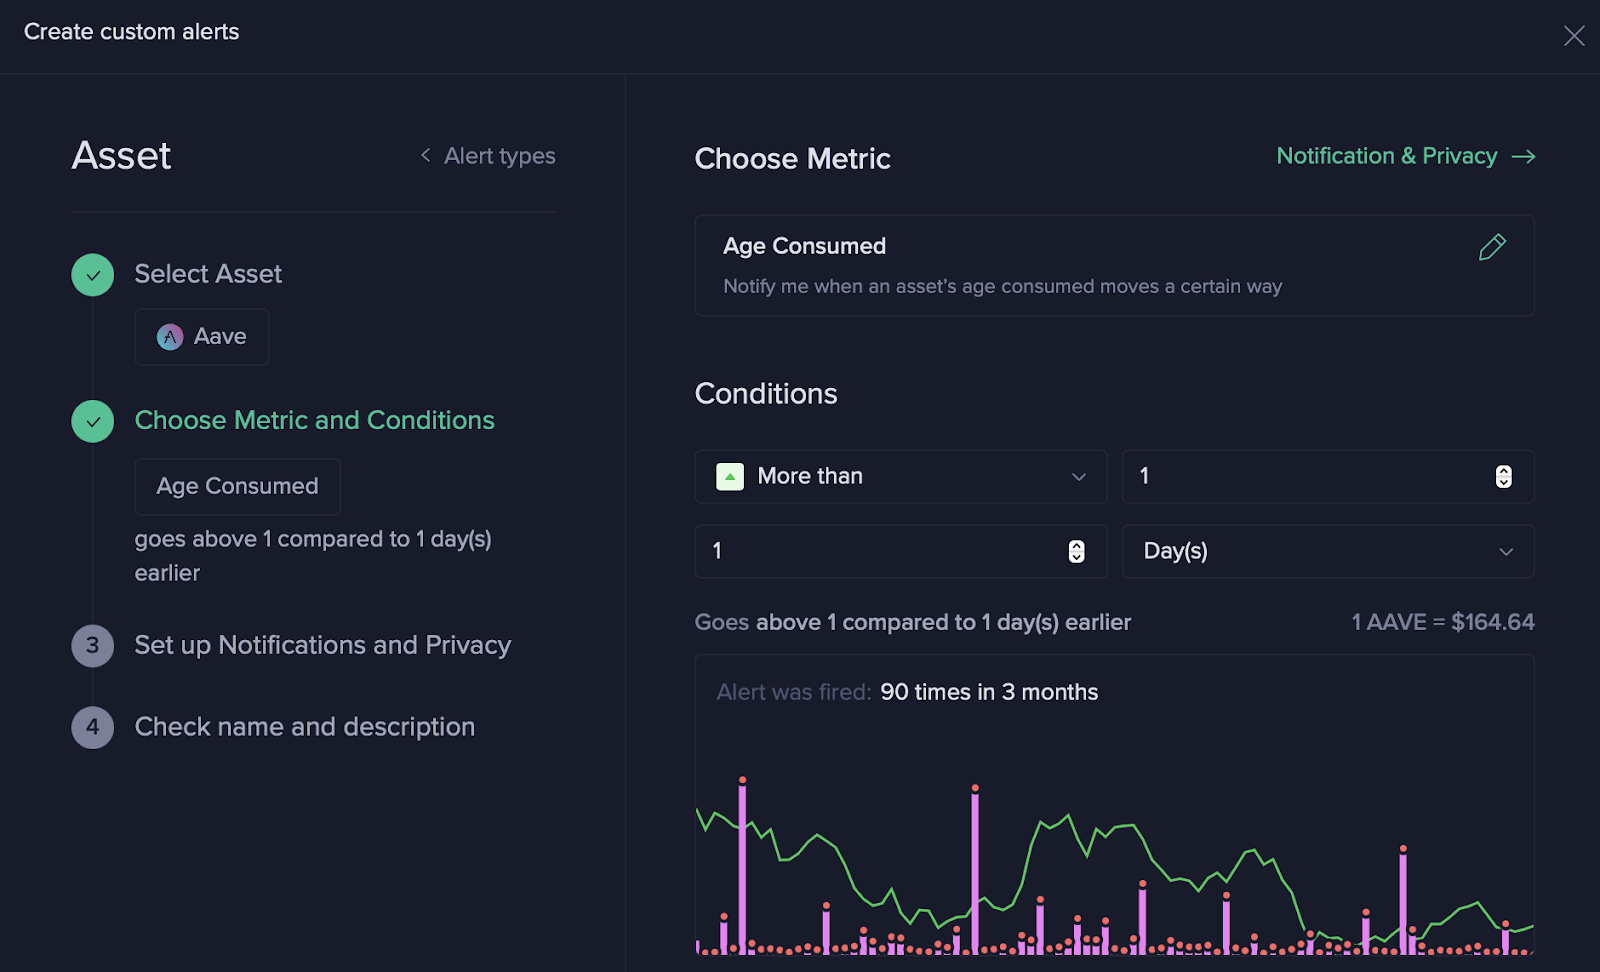 Create custom alerts
Asset
Alert types
Select Asset
Aave
Choose Metric and Conditions
Age Consumed
goes above 1 compared to 1 day(s)
earlier
3 Set up Notifications and Privacy
4 Check name and description
Choose Metric
Notification & Privacy →
Age Consumed
Notify me when an asset's age consumed moves a certain way
Conditions
More than
1
1
Day(s)
Goes above 1 compared to 1 day(s) earlier
1 AAVE = $164.64
Alert was fired: 90 times in 3 months